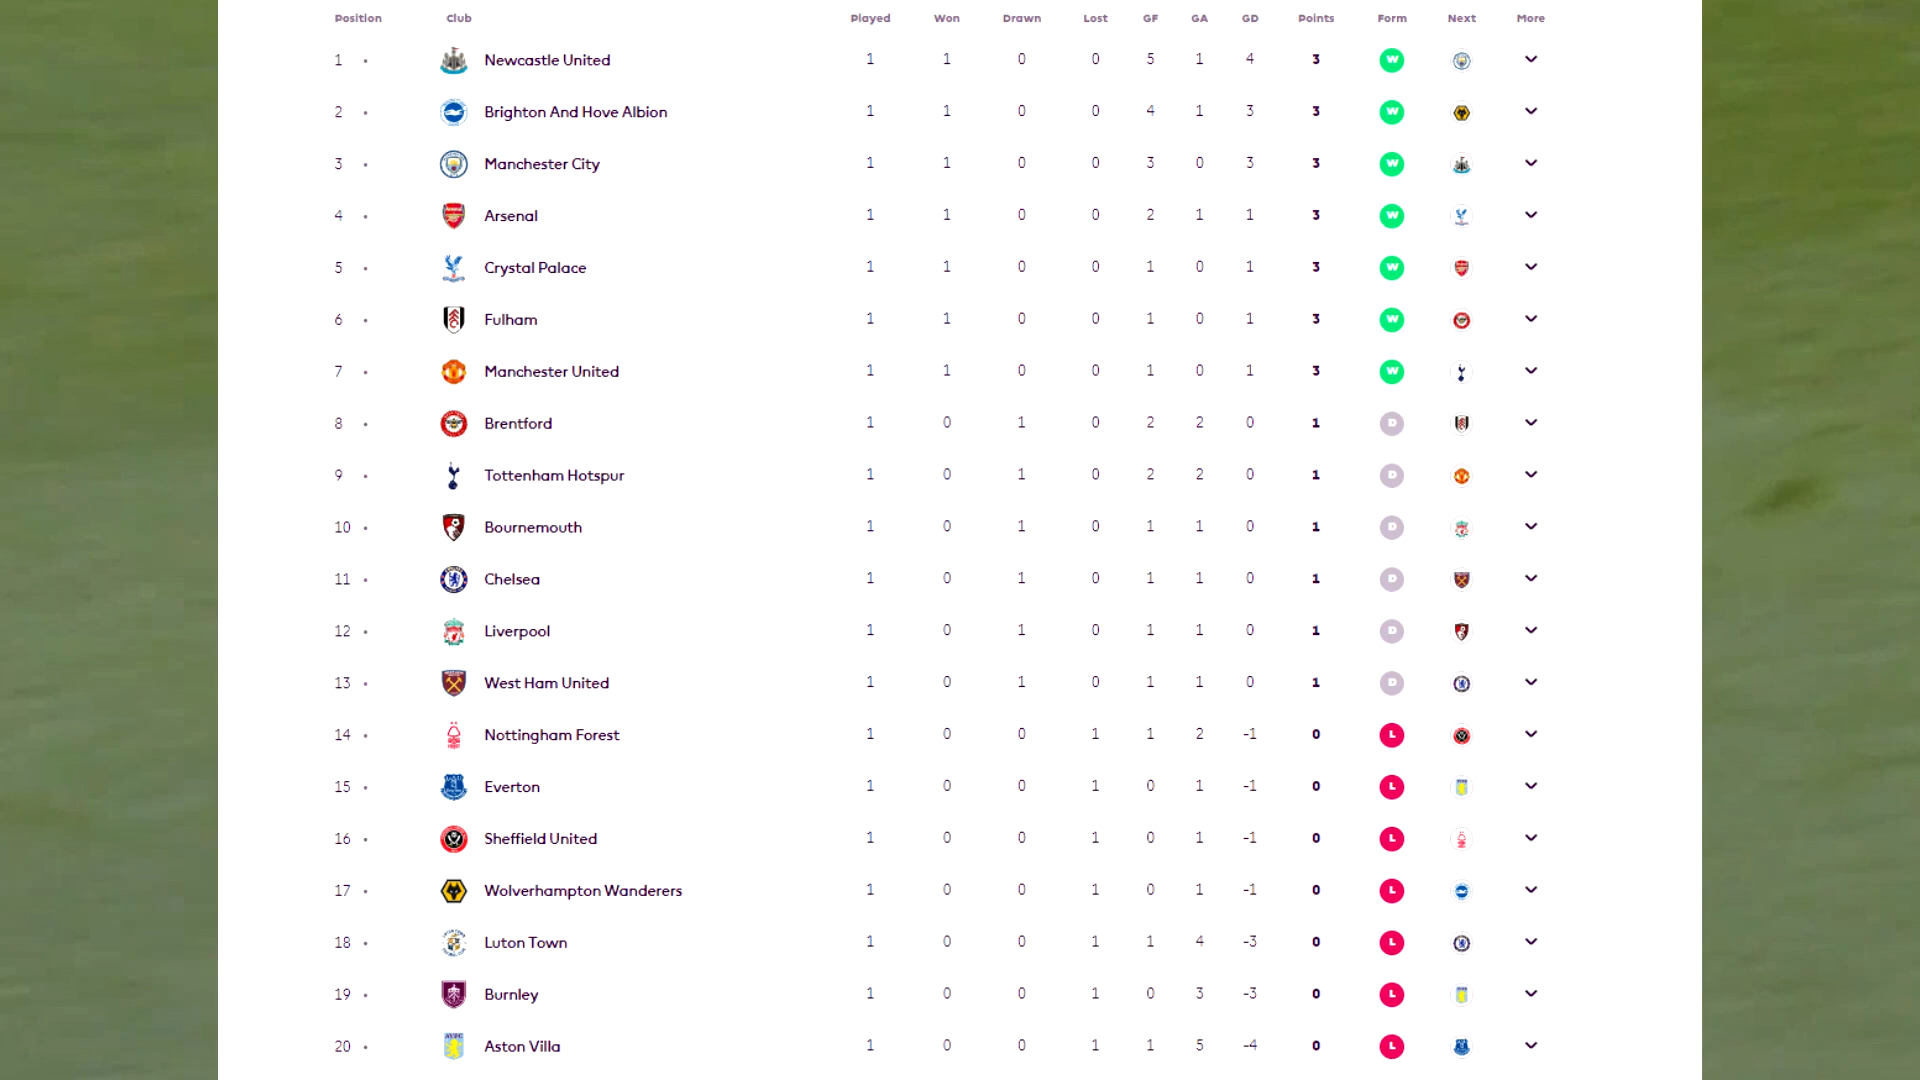 Position Club Played Won Drawn Lost GF GA GD Points Form Next More
1 Newcastle United 1 1 0 0 5 1 4 3 W
2 Brighton And Hove Albion 1 1 0 0 4 1 3 3 W
3 Manchester City 1 1 0 0 3 0 3 3 W
4 Arsenal 1 1 0 0 2 1 1 3 W
5 Crystal Palace 1 1 0 0 1 0 1 3 W
6 Fulham 1 1 0 0 1 0 1 3 W
7 Manchester United 1 1 0 0 1 0 1 3 W
8 Brentford 1 0 1 0 2 2 0 1 D
9 Tottenham Hotspur 1 0 1 0 2 2 0 1 D
10 Bournemouth 1 0 1 0 1 1 0 1 D
11 Chelsea 1 0 1 0 1 1 0 1 D
12 Liverpool 1 0 1 0 1 1 0 1 D
13 West Ham United 1 0 1 0 1 1 0 1 D
14 Nottingham Forest 1 0 0 1 1 2 -1 0 L
15 Everton 1 0 0 1 0 1 -1 0 L
16 Sheffield United 1 0 0 1 0 1 -1 0 L
17 Wolverhampton Wanderers 1 0 0 1 0 1 -1 0 L
18 Luton Town 1 0 0 1 1 4 -3 0 L
19 Burnley 1 0 0 1 0 3 -3 0 L
20 Aston Villa 1 0 0 1 1 5 -4 0 L